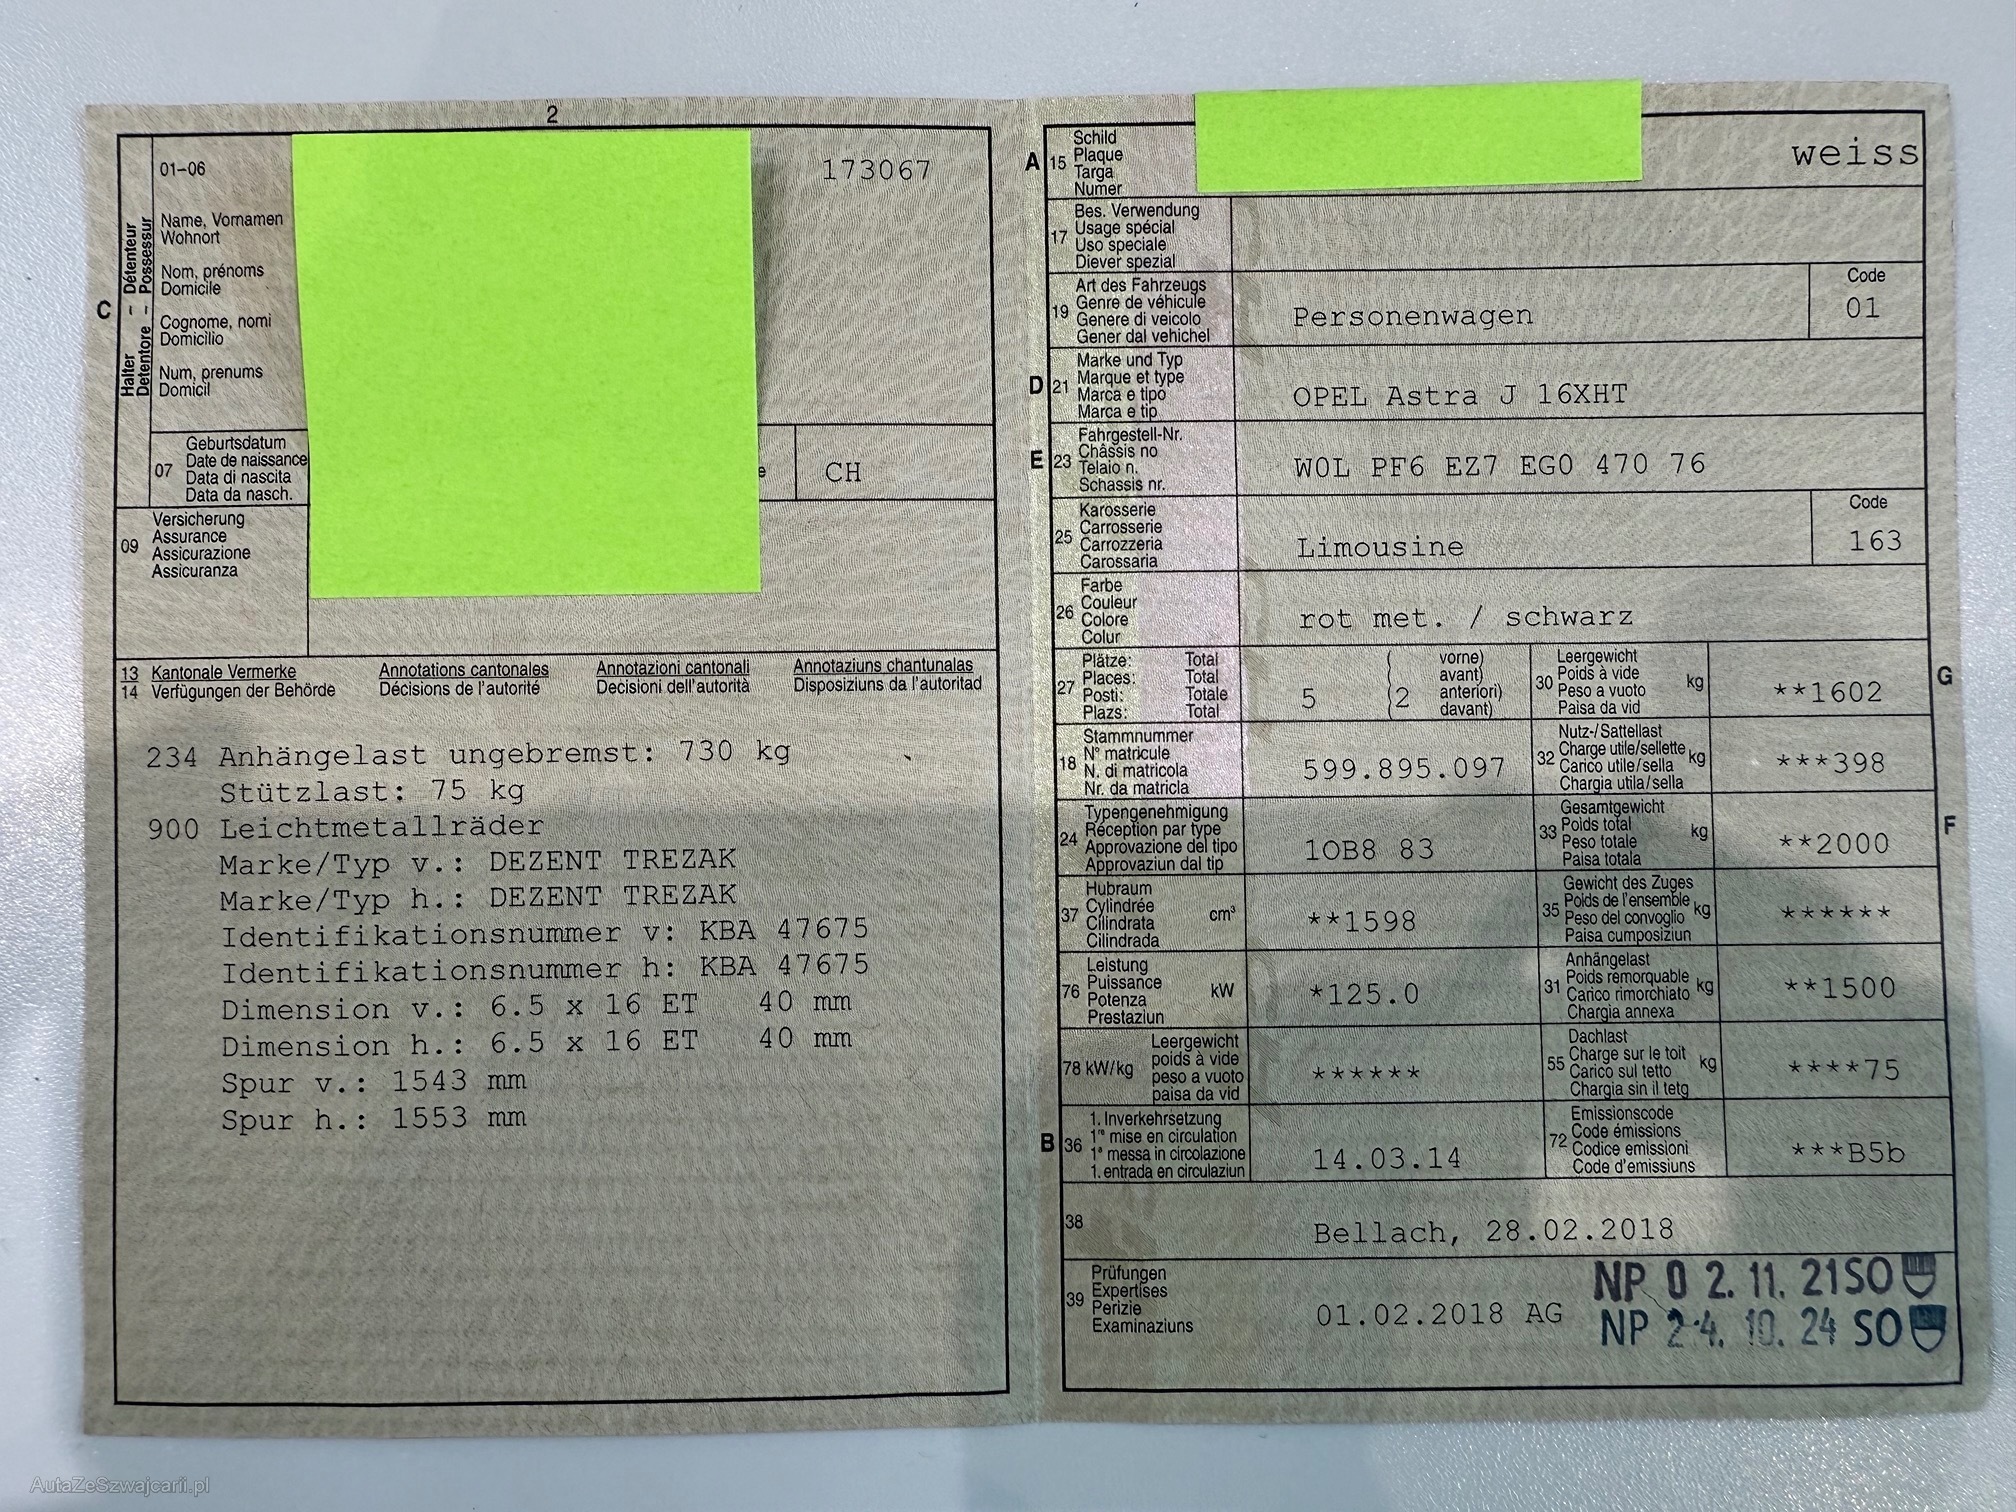 2
01-06
173067
Name, Vornamen
Wohnort
Nom, prénoms
Domicile
Cognome, nomi
Domicilio
Num, prenums
Domicil
C
Halter – Détenteur
Detentore – Possessur
07
Geburtsdatum
Date de naissance
Data di nascita
Data da nasch.
CH
09
Versicherung
Assurance
Assicurazione
Assicuranza
13 Kantonale Vermerke Annotations cantonales Annotazioni cantonali Annotaziuns chantunalas
14 Verfügungen der Behörde Décisions de l'autorité Decisioni dell'autorità Disposiziuns da l'autoritad
234 Anhängelast ungebremst: 730 kg
Stützlast: 75 kg
900 Leichtmetallräder
Marke/Typ v.: DEZENT TREZAK
Marke/Typ h.: DEZENT TREZAK
Identifikationsnummer v: KBA 47675
Identifikationsnummer h: KBA 47675
Dimension v.: 6.5 x 16 ET 40 mm
Dimension h.: 6.5 x 16 ET 40 mm
Spur v.: 1543 mm
Spur h.: 1553 mm
A 15
Schild
Plaque
Targa
Numer
weiss
17
Bes. Verwendung
Usage spécial
Uso speciale
Diever spezial
19
Art des Fahrzeugs
Genre de véhicule
Genere di veicolo
Gener dal vehichel
Personenwagen
Code
01
D 21
Marke und Typ
Marque et type
Marca e tipo
Marca e tip
OPEL Astra J 16XHT
E 23
Fahrgestell-Nr.
Châssis no
Telaio n.
Schassis nr.
W0L PF6 EZ7 EG0 470 76
25
Karosserie
Carrosserie
Carrozzeria
Carossaria
Limousine
Code
163
26
Farbe
Couleur
Colore
Colur
rot met. / schwarz
27
Plätze: Total
Places: Total
Posti: Totale
Plazs: Total
5
(2
vorne)
avant)
anteriori)
davant)
30
Leergewicht
Poids à vide
Peso a vuoto
Paisa da vid
kg
**1602
G
18
Stammnummer
N° matricule
N. di matricola
Nr. da matricla
599.895.097
32
Nutz-/Sattellast
Charge utile/sellette
Carico utile/sella
Chargia utila/sella
kg
***398
24
Typengenehmigung
Réception par type
Approvazione del tipo
Approvaziun dal tip
1OB8 83
33
Gesamtgewicht
Poids total
Peso totale
Paisa totala
kg
**2000
F
37
Hubraum
Cylindrée
Cilindrata
Cilindrada
cm³
**1598
35
Gewicht des Zuges
Poids de l'ensemble
Peso del convoglio
Paisa cumposiziun
kg
******
76
Leistung
Puissance
Potenza
Prestaziun
kW
*125.0
31
Anhängelast
Poids remorquable
Carico rimorchiato
Chargia annexa
kg
**1500
78 kW/kg
Leergewicht
poids à vide
peso a vuoto
paisa da vid
******
55
Dachlast
Charge sur le toit
Carico sul tetto
Chargia sin il tetg
kg
****75
B 36
1. Inverkehrsetzung
1re mise en circulation
1a messa in circolazione
1. entrada en circulaziun
14.03.14
72
Emissionscode
Code émissions
Codice emissioni
Code d'emissiuns
***B5b
38
Bellach, 28.02.2018
39
Prüfungen
Expertises
Perizie
Examinaziuns
01.02.2018 AG
NP 0 2. 11. 21 SO
NP 2 4. 10. 24 SO
AutaZeSzwajcarii.pl